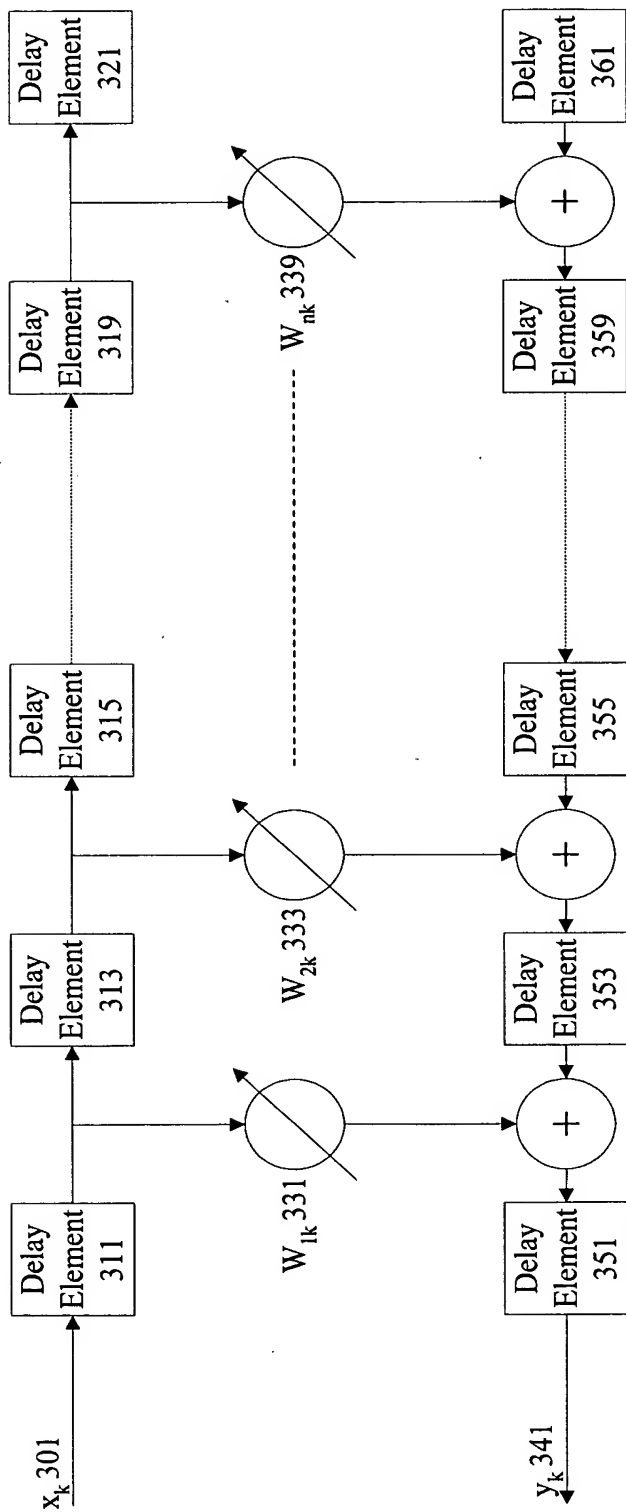 x_k 301
Delay
Element
311
Delay
Element
313
Delay
Element
315
Delay
Element
319
Delay
Element
321
W_1k 331
W_2k 333
W_nk 339
y_k 341
Delay
Element
351
+
Delay
Element
353
+
Delay
Element
355
Delay
Element
359
+
Delay
Element
361